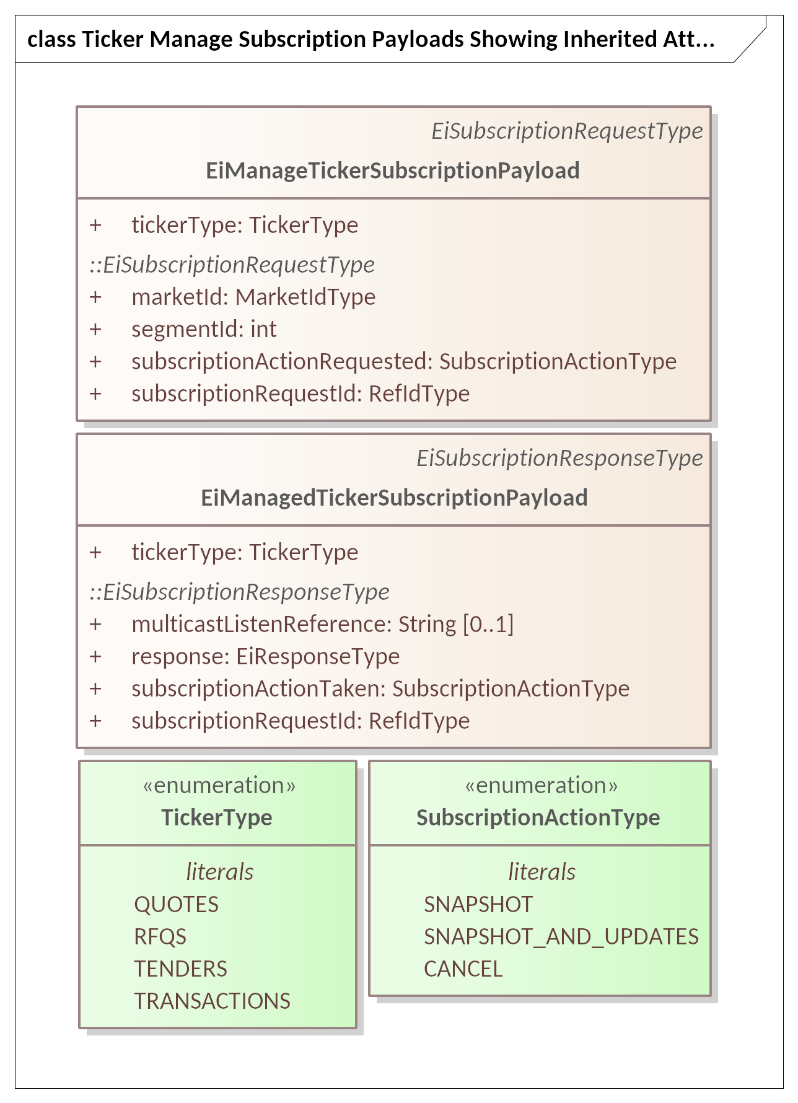 class Ticker Manage Subscription Payloads Showing Inherited Att...
EiSubscriptionRequestType
EiManageTickerSubscriptionPayload
+ tickerType: TickerType
::EiSubscriptionRequestType
+ marketId: MarketIdType
+ segmentId: int
+ subscriptionActionRequested: SubscriptionActionType
+ subscriptionRequestId: RefIdType
EiSubscriptionResponseType
EiManagedTickerSubscriptionPayload
+ tickerType: TickerType
::EiSubscriptionResponseType
+ multicastListenReference: String [0..1]
+ response: EiResponseType
+ subscriptionActionTaken: SubscriptionActionType
+ subscriptionRequestId: RefIdType
«enumeration»
TickerType
literals
QUOTES
RFQS
TENDERS
TRANSACTIONS
«enumeration»
SubscriptionActionType
literals
SNAPSHOT
SNAPSHOT_AND_UPDATES
CANCEL